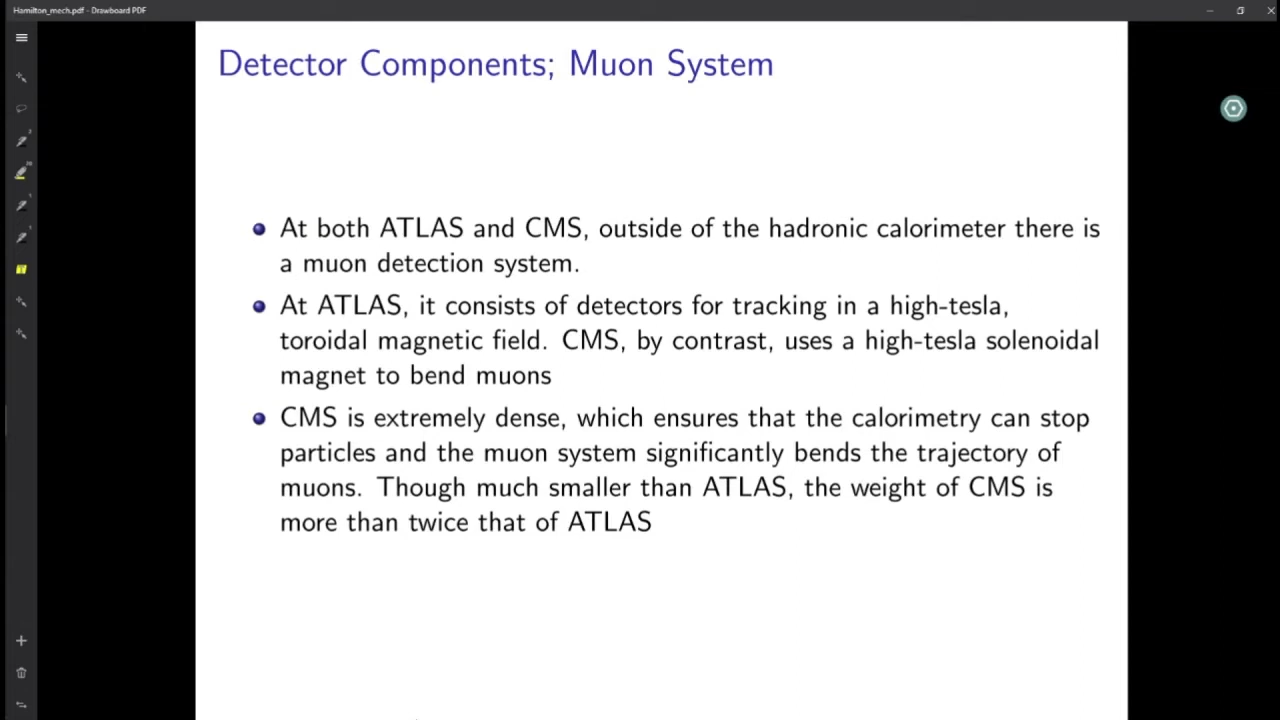 Hamilton_mech.pdf - Drawboard PDF
Detector Components; Muon System
At both ATLAS and CMS, outside of the hadronic calorimeter there is
a muon detection system.
At ATLAS, it consists of detectors for tracking in a high-tesla,
toroidal magnetic field. CMS, by contrast, uses a high-tesla solenoidal
magnet to bend muons
CMS is extremely dense, which ensures that the calorimetry can stop
particles and the muon system significantly bends the trajectory of
muons. Though much smaller than ATLAS, the weight of CMS is
more than twice that of ATLAS